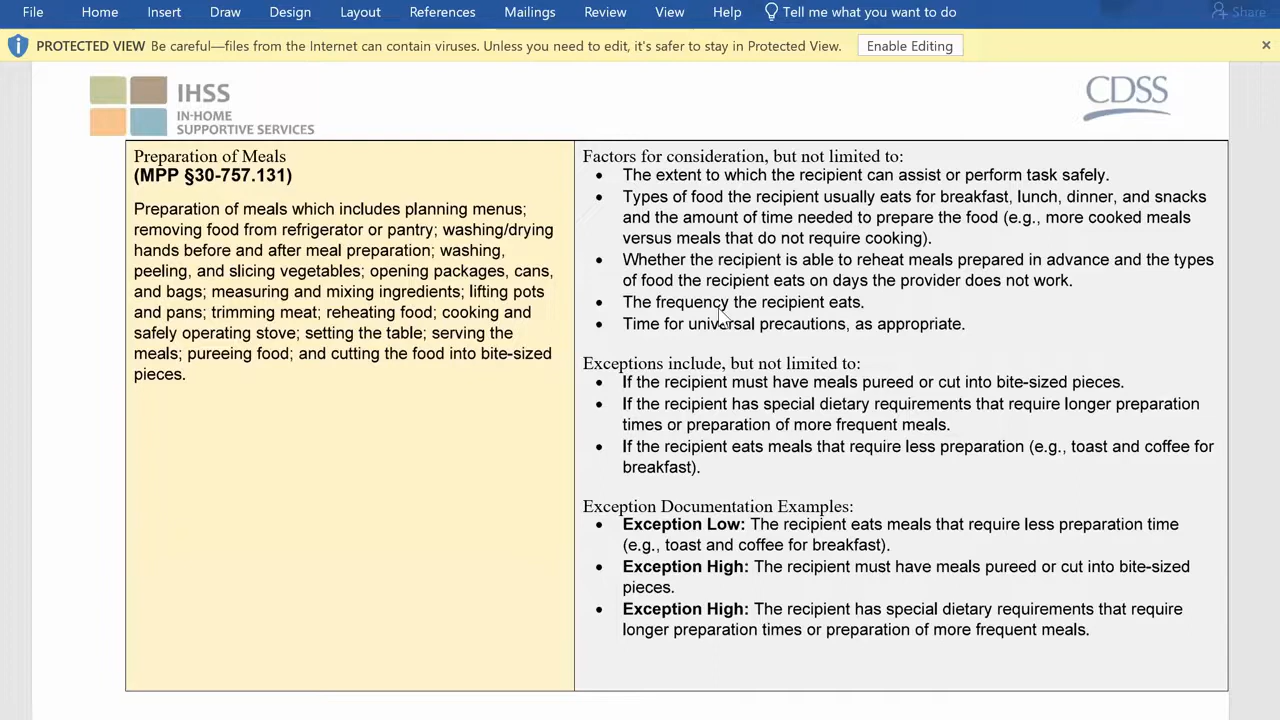 File Home Insert Draw Design Layout References Mailings Review View Help Tell me what you want to do Share
PROTECTED VIEW Be careful—files from the Internet can contain viruses. Unless you need to edit, it's safer to stay in Protected View. Enable Editing
IHSS
IN-HOME
SUPPORTIVE SERVICES
CDSS
Preparation of Meals
(MPP §30-757.131)
Preparation of meals which includes planning menus;
removing food from refrigerator or pantry; washing/drying
hands before and after meal preparation; washing,
peeling, and slicing vegetables; opening packages, cans,
and bags; measuring and mixing ingredients; lifting pots
and pans; trimming meat; reheating food; cooking and
safely operating stove; setting the table; serving the
meals; pureeing food; and cutting the food into bite-sized
pieces.
Factors for consideration, but not limited to:
• The extent to which the recipient can assist or perform task safely.
• Types of food the recipient usually eats for breakfast, lunch, dinner, and snacks
and the amount of time needed to prepare the food (e.g., more cooked meals
versus meals that do not require cooking).
• Whether the recipient is able to reheat meals prepared in advance and the types
of food the recipient eats on days the provider does not work.
• The frequency the recipient eats.
• Time for universal precautions, as appropriate.
Exceptions include, but not limited to:
• If the recipient must have meals pureed or cut into bite-sized pieces.
• If the recipient has special dietary requirements that require longer preparation
times or preparation of more frequent meals.
• If the recipient eats meals that require less preparation (e.g., toast and coffee for
breakfast).
Exception Documentation Examples:
• Exception Low: The recipient eats meals that require less preparation time
(e.g., toast and coffee for breakfast).
• Exception High: The recipient must have meals pureed or cut into bite-sized
pieces.
• Exception High: The recipient has special dietary requirements that require
longer preparation times or preparation of more frequent meals.